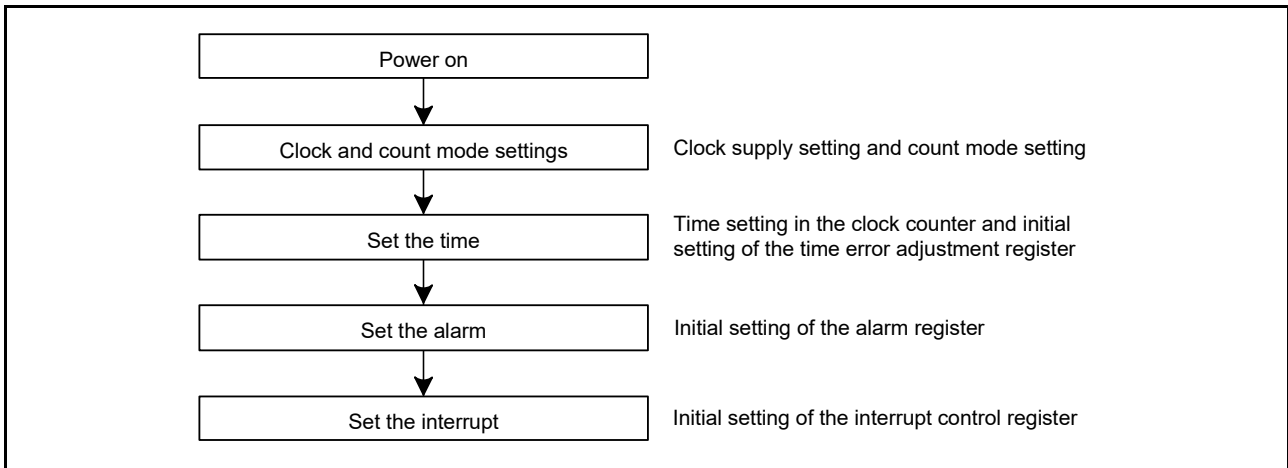 Power on
Clock and count mode settings
Clock supply setting and count mode setting
Set the time
Time setting in the clock counter and initial
setting of the time error adjustment register
Set the alarm
Initial setting of the alarm register
Set the interrupt
Initial setting of the interrupt control register